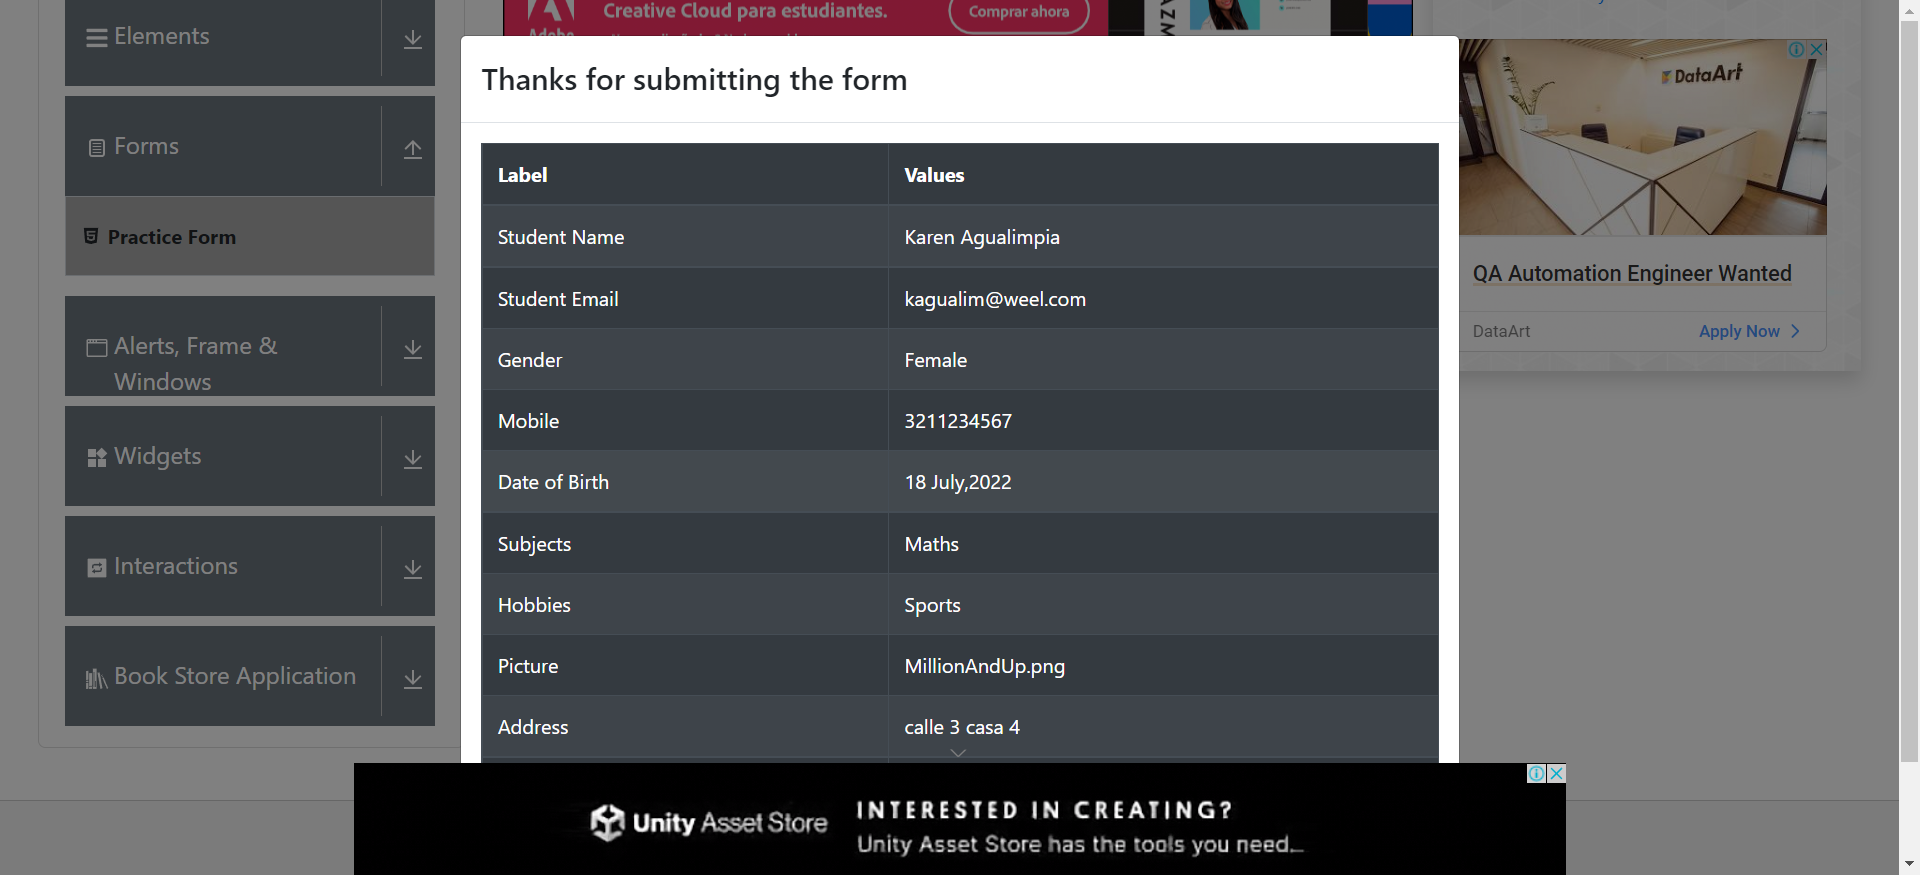 Elements
Forms
Practice Form
Alerts, Frame &
Windows
Widgets
Interactions
Book Store Application
Creative Cloud para estudiantes.
Comprar ahora
Adobe
AZM
Thanks for submitting the form
Label Values
Student Name Karen Agualimpia
Student Email kagualim@weel.com
Gender Female
Mobile 3211234567
Date of Birth 18 July,2022
Subjects Maths
Hobbies Sports
Picture MillionAndUp.png
Address calle 3 casa 4
DataArt
QA Automation Engineer Wanted
DataArt Apply Now
Unity Asset Store
INTERESTED IN CREATING?
Unity Asset Store has the tools you need...